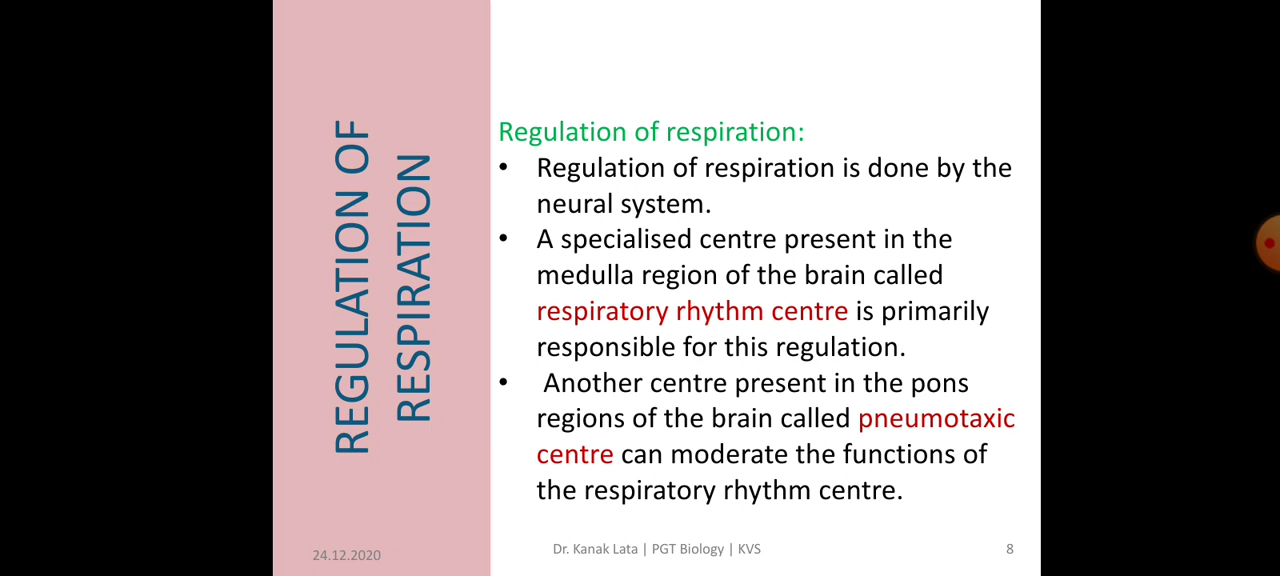 REGULATION OF
RESPIRATION
Regulation of respiration:
• Regulation of respiration is done by the
neural system.
• A specialised centre present in the
medulla region of the brain called
respiratory rhythm centre is primarily
responsible for this regulation.
• Another centre present in the pons
regions of the brain called pneumotaxic
centre can moderate the functions of
the respiratory rhythm centre.
24.12.2020
Dr. Kanak Lata | PGT Biology | KVS
8